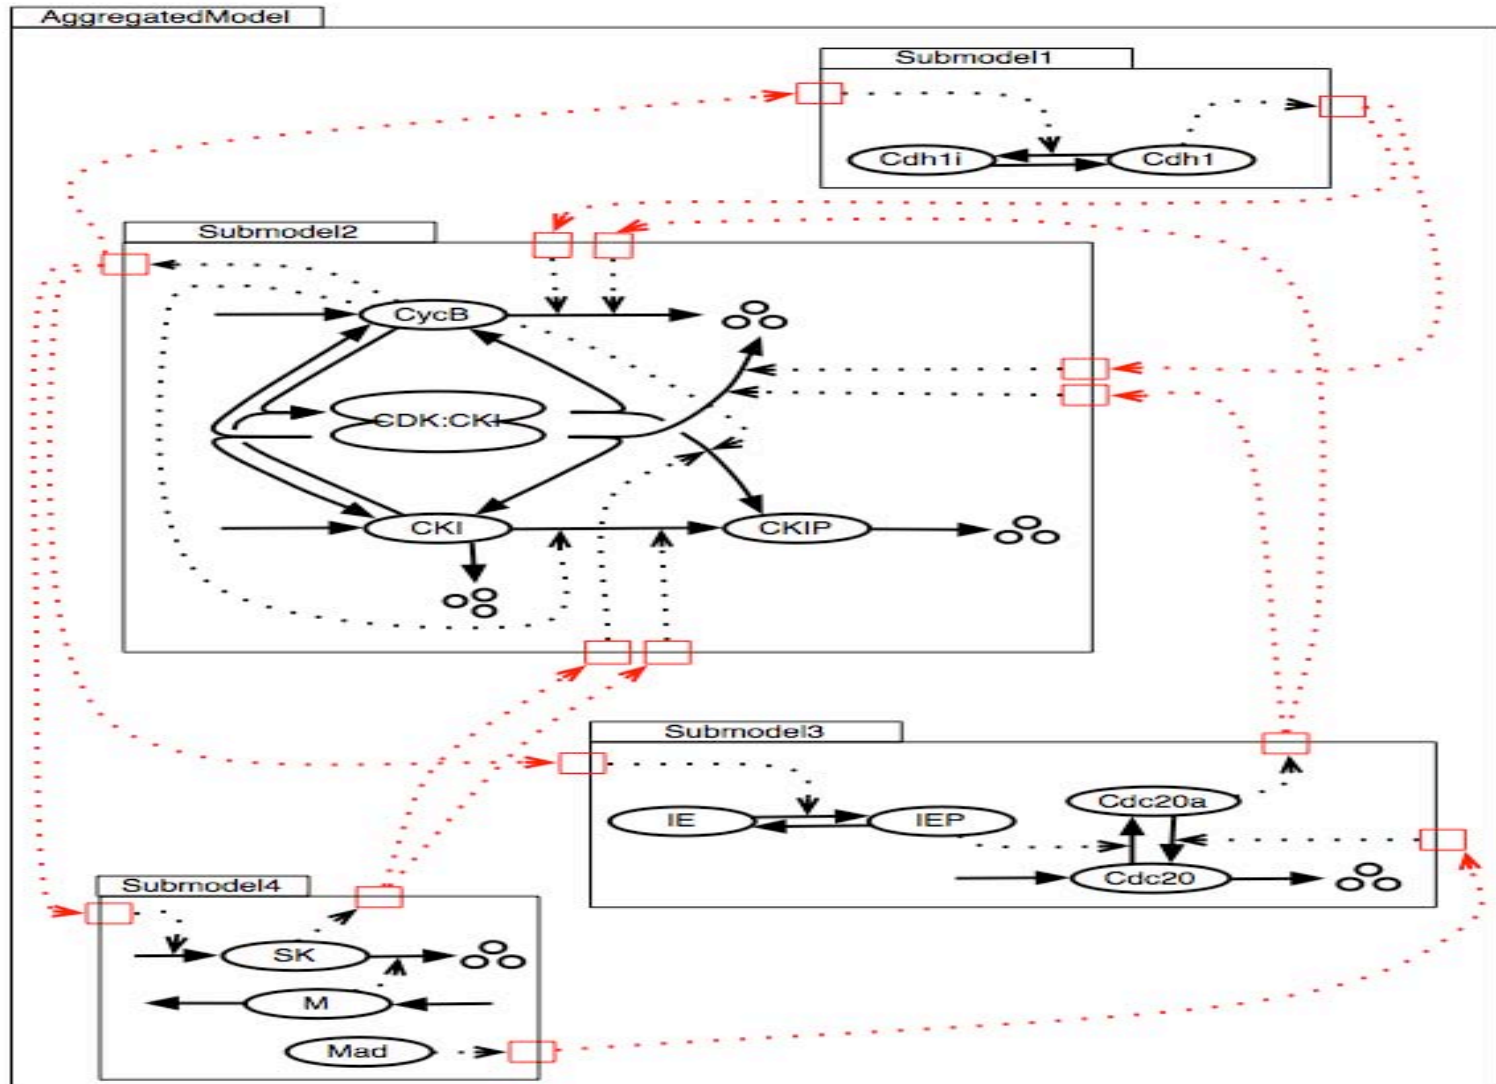 AggregatedModel
Submodel1
Cdh1i
Cdh1
Submodel2
CycB
CDK:CKI
CKI
CKIP
Submodel3
IE
IEP
Cdc20a
Cdc20
Submodel4
SK
M
Mad